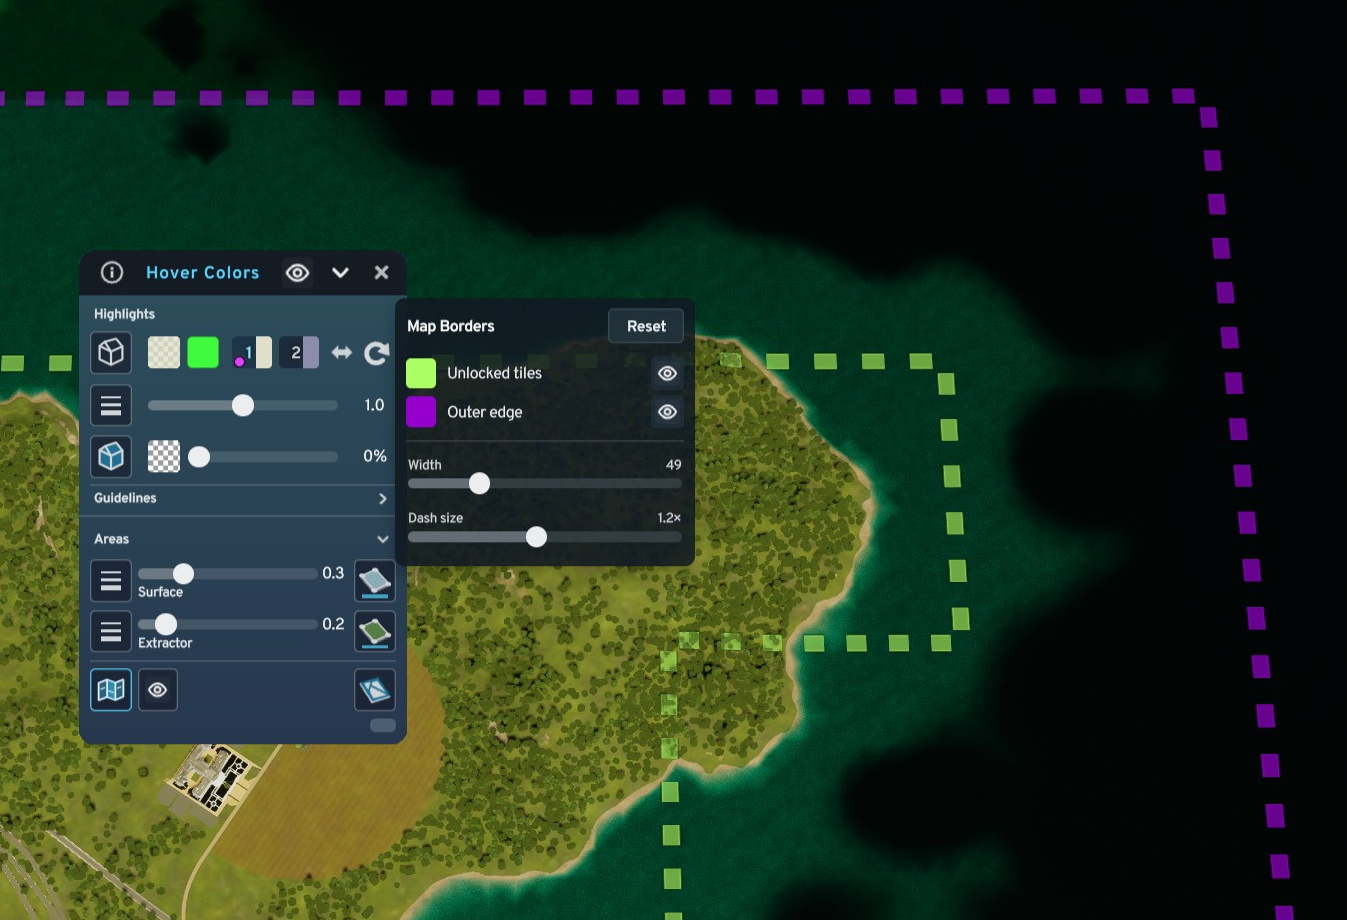 Hover Colors
Highlights
1
2
1.0
0%
Guidelines
Areas
0.3
Surface
0.2
Extractor
Map Borders
Reset
Unlocked tiles
Outer edge
Width
49
Dash size
1.2×